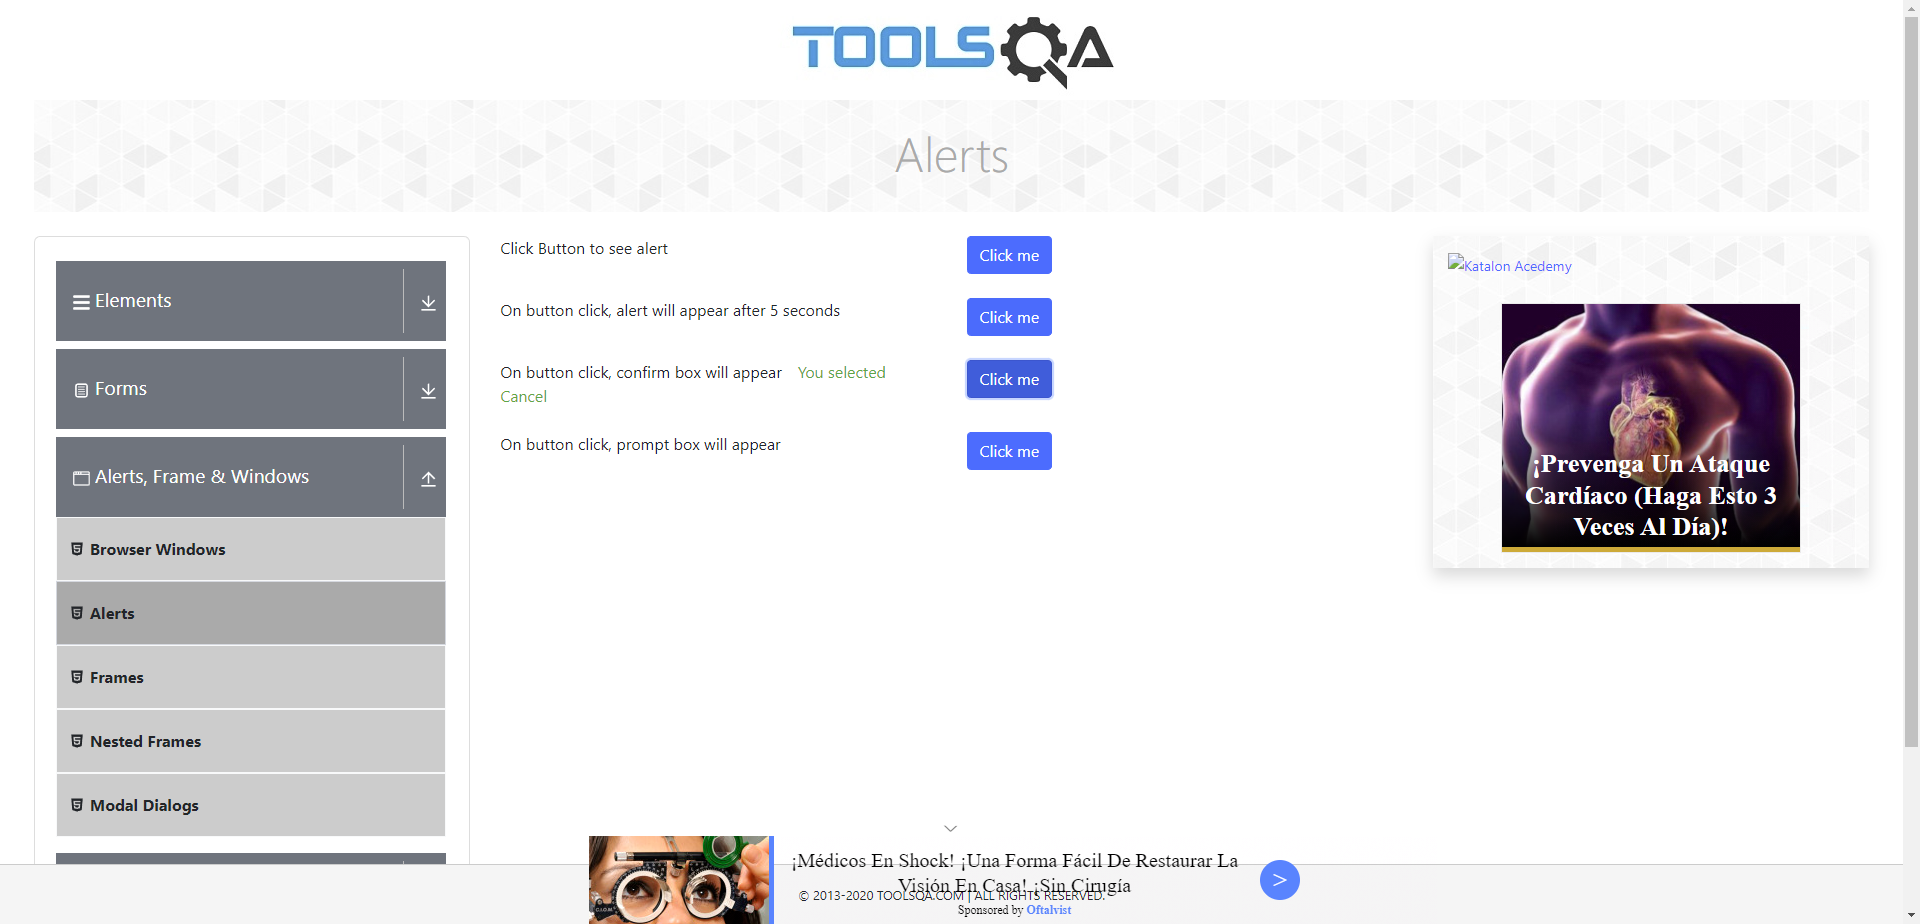 TOOLSQA
Alerts
Elements
Forms
Alerts, Frame & Windows
Browser Windows
Alerts
Frames
Nested Frames
Modal Dialogs
Click Button to see alert
Click me
On button click, alert will appear after 5 seconds
Click me
On button click, confirm box will appear You selected
Cancel
Click me
On button click, prompt box will appear
Click me
Katalon Acedemy
¡Prevenga Un Ataque
Cardíaco (Haga Esto 3
Veces Al Día)!
¡Médicos En Shock! ¡Una Forma Fácil De Restaurar La
Visión En Casa! ¡Sin Cirugía
© 2013-2020 TOOLSQA.COM | ALL RIGHTS RESERVED.
Sponsored by Oftalvist
>